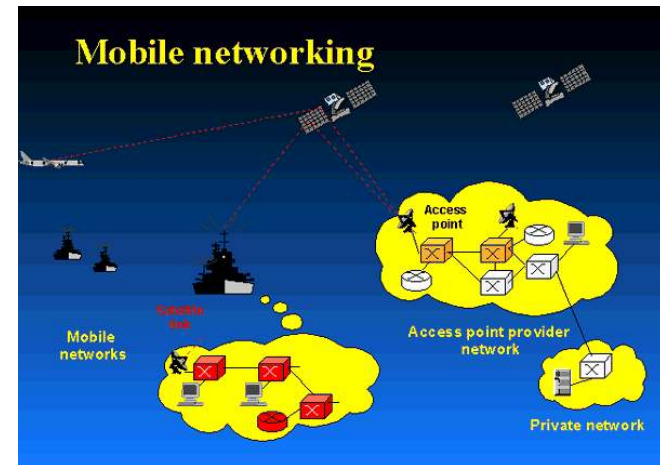 Mobile networking
Access
point
Mobile
networks
Access point provider
network
Private network